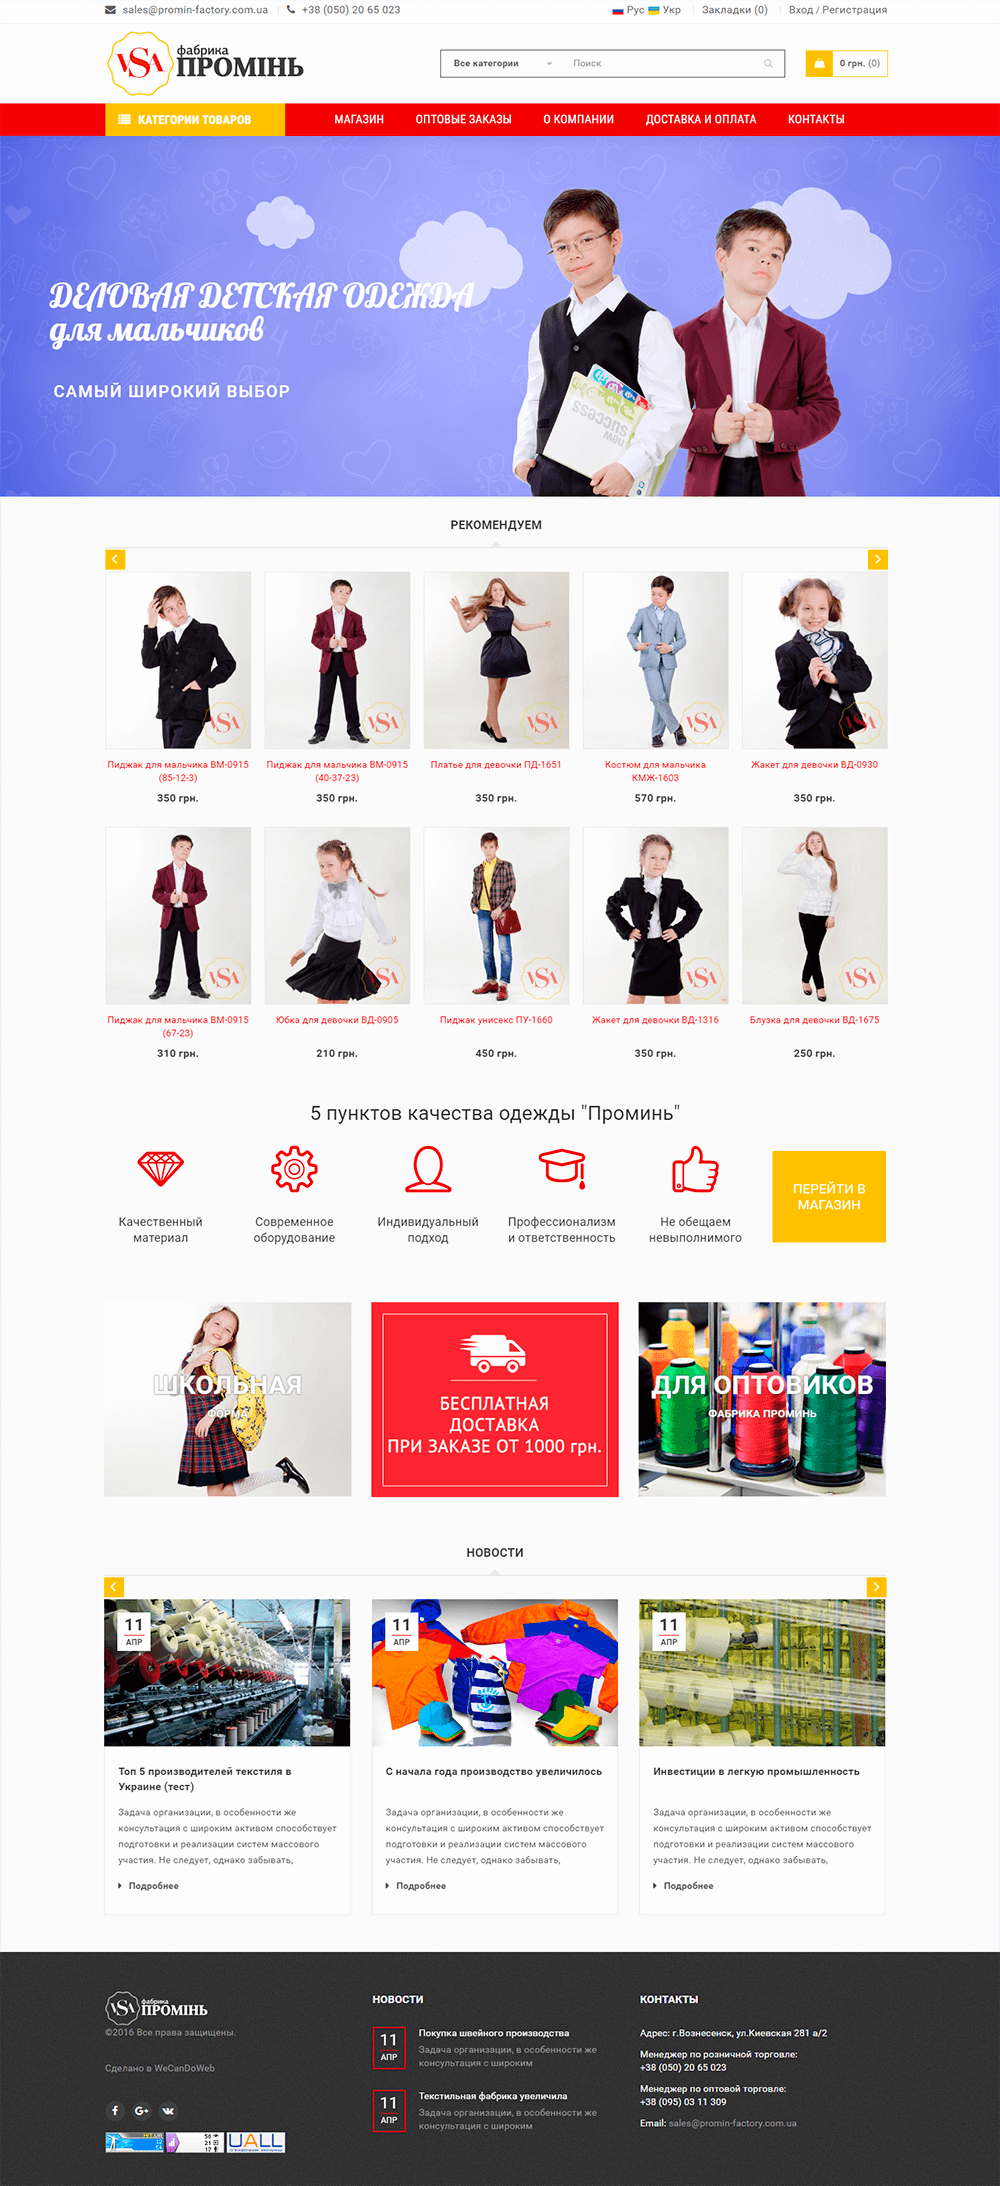 sales@promin-factory.com.ua +38 (050) 20 65 023 Рус Укр Закладки (0) Вход / Регистрация
VSA фабрика
ПРОМІНЬ
Все категории Поиск 0 грн. (0)
КАТЕГОРИИ ТОВАРОВ МАГАЗИН ОПТОВЫЕ ЗАКАЗЫ О КОМПАНИИ ДОСТАВКА И ОПЛАТА КОНТАКТЫ
ДЕЛОВАЯ ДЕТСКАЯ ОДЕЖДА
для мальчиков
САМЫЙ ШИРОКИЙ ВЫБОР
new success
РЕКОМЕНДУЕМ
VSA VSA VSA VSA VSA
Пиджак для мальчика ВМ-0915 (85-12-3)
350 грн.
Пиджак для мальчика ВМ-0915 (40-37-23)
350 грн.
Платье для девочки ПД-1651
350 грн.
Костюм для мальчика КМЖ-1603
570 грн.
Жакет для девочки ВД-0930
350 грн.
VSA VSA VSA VSA VSA
Пиджак для мальчика ВМ-0915 (67-23)
310 грн.
Юбка для девочки ВД-0905
210 грн.
Пиджак унисекс ПУ-1660
450 грн.
Жакет для девочки ВД-1316
350 грн.
Блузка для девочки ВД-1675
250 грн.
5 пунктов качества одежды "Проминь"
Качественный
материал
Современное
оборудование
Индивидуальный
подход
Профессионализм
и ответственность
Не обещаем
невыполнимого
ПЕРЕЙТИ В
МАГАЗИН
ШКОЛЬНАЯ
ФОРМА
БЕСПЛАТНАЯ
ДОСТАВКА
ПРИ ЗАКАЗЕ ОТ 1000 грн.
ДЛЯ ОПТОВИКОВ
ФАБРИКА ПРОМИНЬ
НОВОСТИ
11
АПР
Топ 5 производителей текстиля в
Украине (тест)
Задача организации, в особенности же
консультация с широким активом способствует
подготовки и реализации систем массового
участия. Не следует, однако забывать,
Подробнее
11
АПР
С начала года производство увеличилось
Задача организации, в особенности же
консультация с широким активом способствует
подготовки и реализации систем массового
участия. Не следует, однако забывать,
Подробнее
11
АПР
Инвестиции в легкую промышленность
Задача организации, в особенности же
консультация с широким активом способствует
подготовки и реализации систем массового
участия. Не следует, однако забывать,
Подробнее
VSA фабрика
ПРОМІНЬ
©2016 Все права защищены.
Сделано в WeCanDoWeb
UALL
НОВОСТИ
11
АПР
Покупка швейного производства
Задача организации, в особенности же
консультация с широким
11
АПР
Текстильная фабрика увеличила
Задача организации, в особенности же
консультация с широким
КОНТАКТЫ
Адрес: г.Вознесенск, ул.Киевская 281 а/2
Менеджер по розничной торговле:
+38 (050) 20 65 023
Менеджер по оптовой торговле:
+38 (095) 03 11 309
Email: sales@promin-factory.com.ua